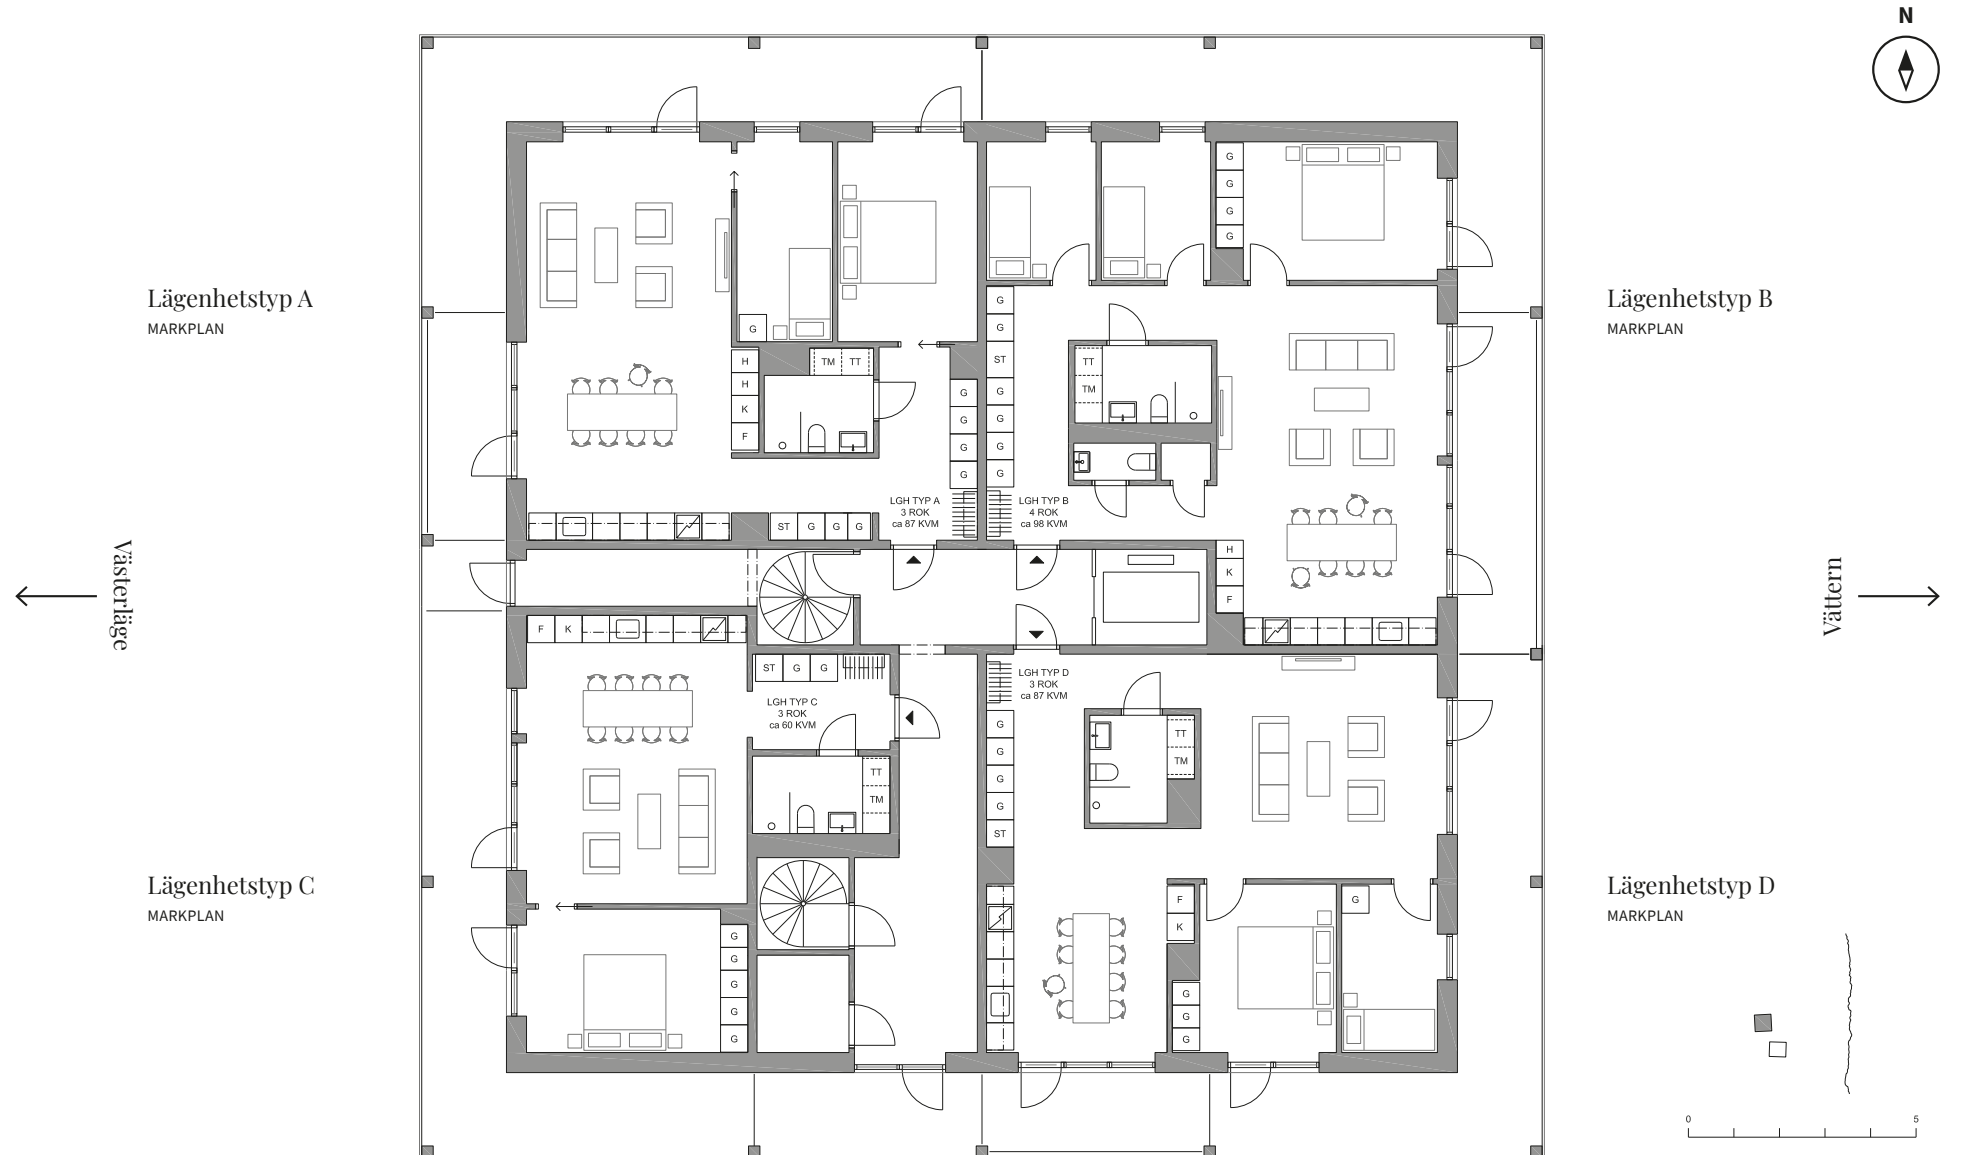 N
Lägenhetstyp A
MARKPLAN
Lägenhetstyp B
MARKPLAN
G
G
G
G
G
H
H
K
F
TM
TT
G
G
G
G
G
G
ST
G
G
G
G
TT
TM
LGH TYP A
3 ROK
ca 87 KVM
LGH TYP B
4 ROK
ca 98 KVM
ST
G
G
G
H
K
F
Västerläge
Vättern
F
K
ST
G
G
LGH TYP C
3 ROK
ca 60 KVM
LGH TYP D
3 ROK
ca 87 KVM
TT
TM
G
G
G
G
ST
TT
TM
Lägenhetstyp C
MARKPLAN
Lägenhetstyp D
MARKPLAN
G
G
G
G
G
F
K
G
G
G
G
0
5